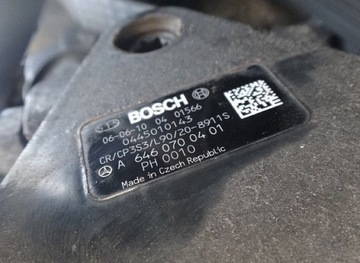 BOSCH
06-06-10 04 01566
0445010143
CR/CP3S3/L90/20-8911S
A 646 070 04 01
PH 0010
Made in Czech Republic